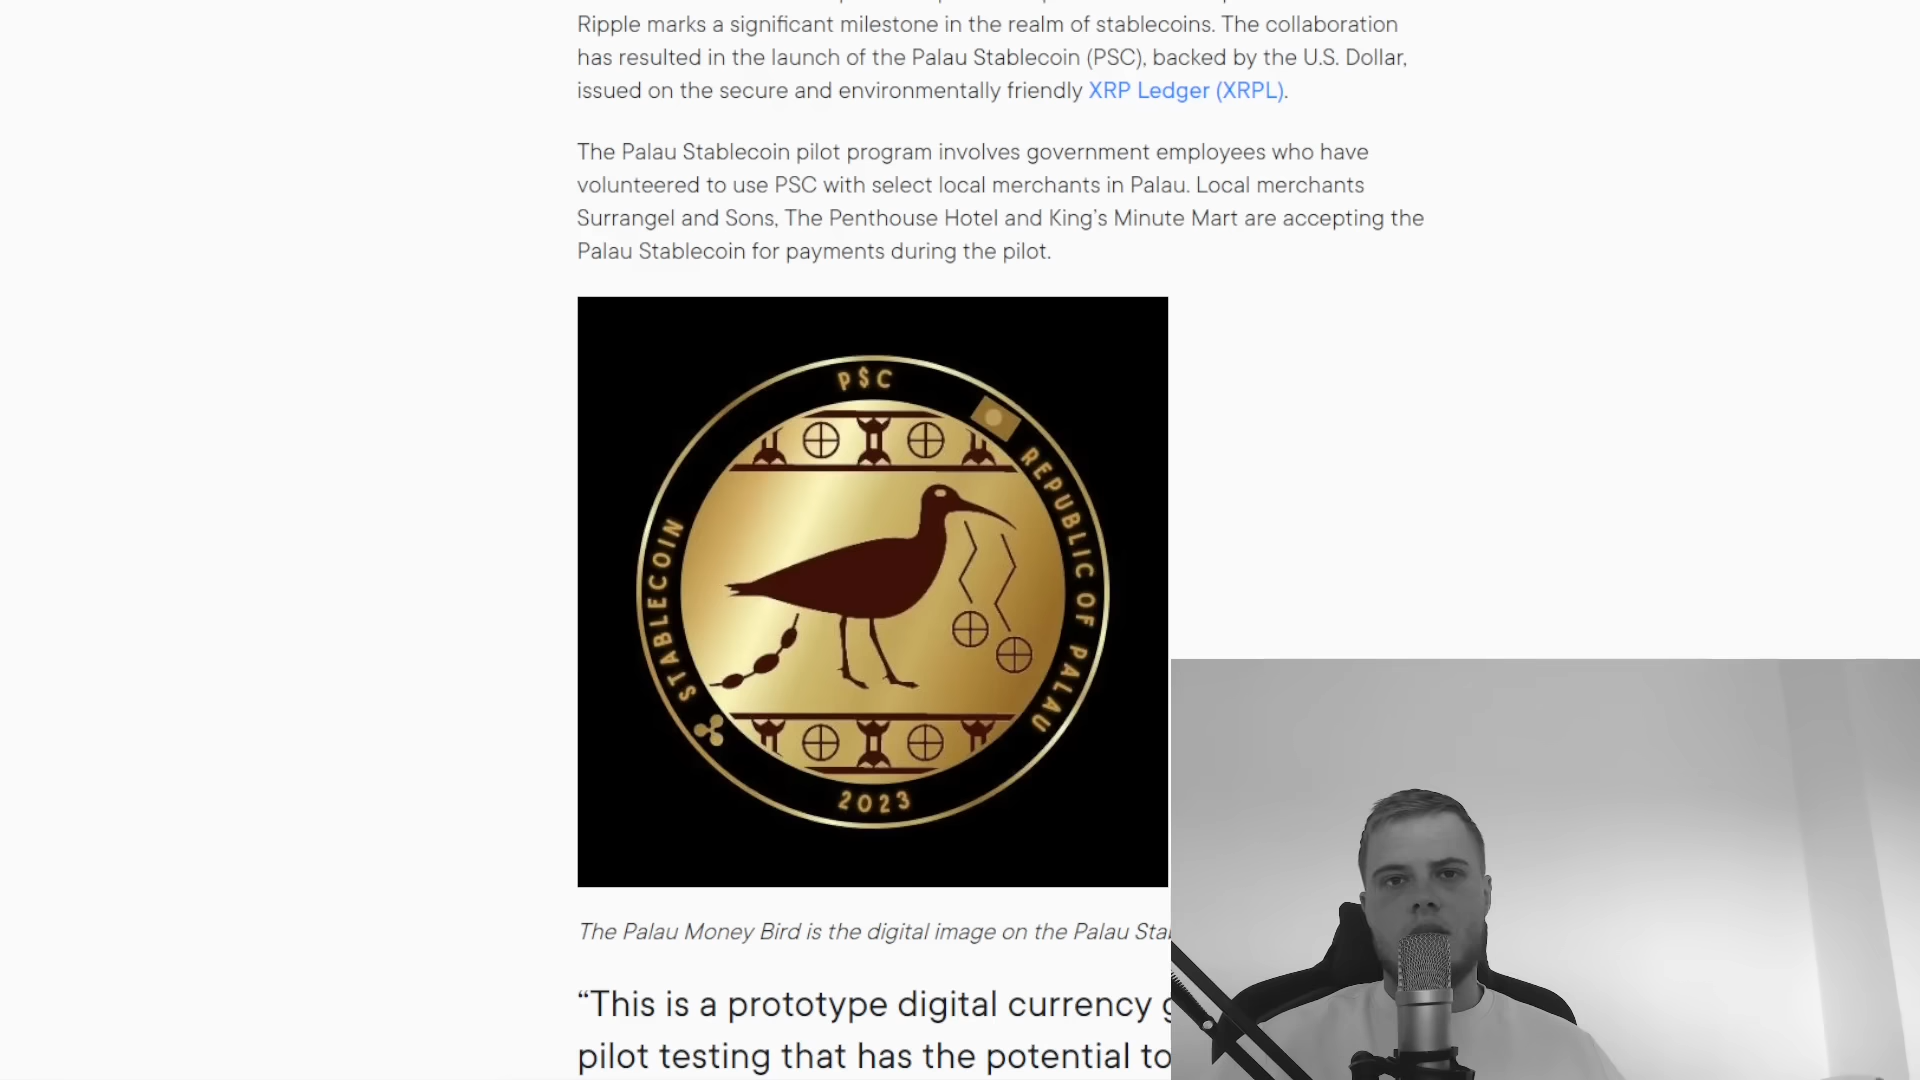 Ripple marks a significant milestone in the realm of stablecoins. The collaboration
has resulted in the launch of the Palau Stablecoin (PSC), backed by the U.S. Dollar,
issued on the secure and environmentally friendly XRP Ledger (XRPL).
The Palau Stablecoin pilot program involves government employees who have
volunteered to use PSC with select local merchants in Palau. Local merchants
Surrangel and Sons, The Penthouse Hotel and King’s Minute Mart are accepting the
Palau Stablecoin for payments during the pilot.
P$C
REPUBLIC OF PALAU
STABLECOIN
2023
The Palau Money Bird is the digital image on the Palau
“This is a prototype digital currency
pilot testing that has the potential to